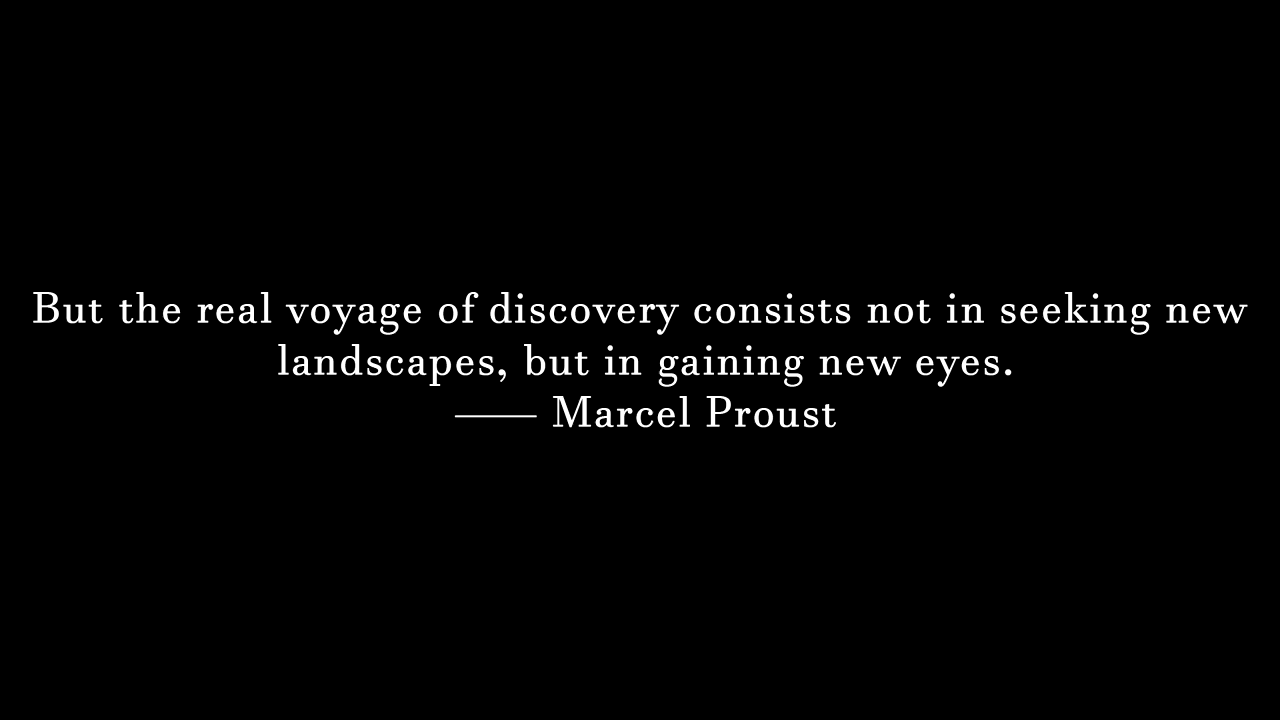 But the real voyage of discovery consists not in seeking new
landscapes, but in gaining new eyes.
—— Marcel Proust